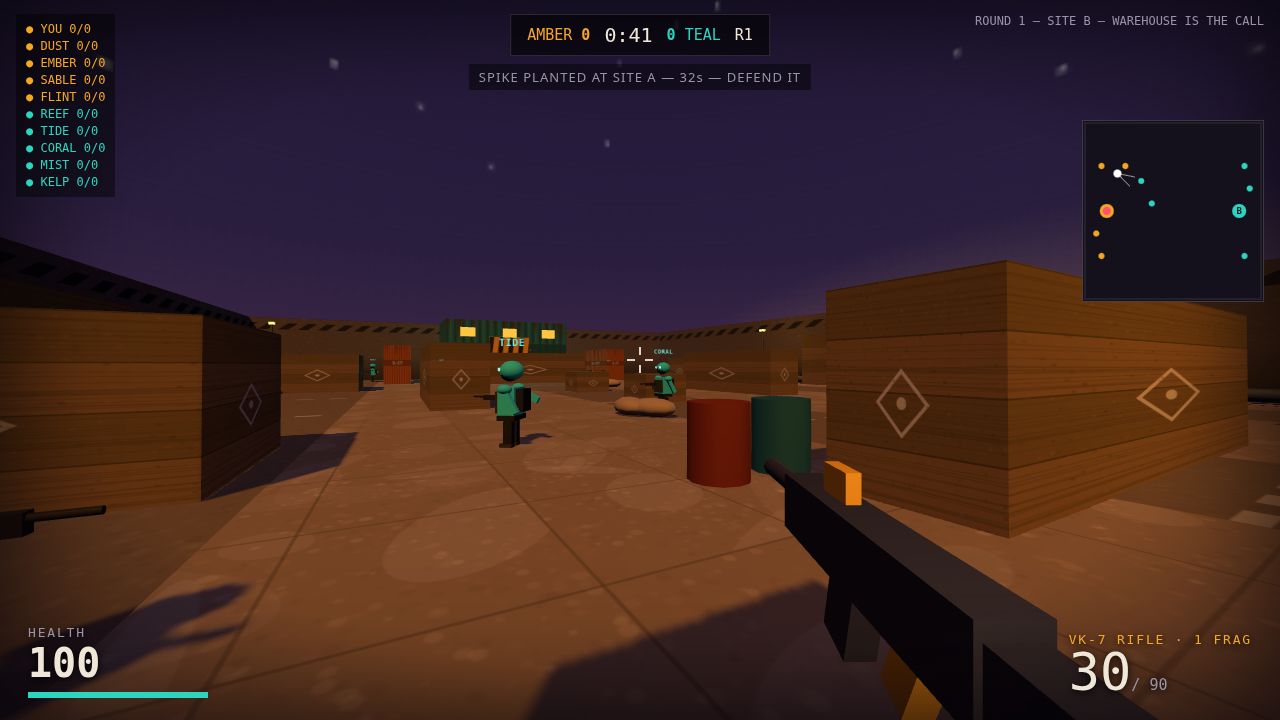 YOU 0/0
DUST 0/0
EMBER 0/0
SABLE 0/0
FLINT 0/0
REEF 0/0
TIDE 0/0
CORAL 0/0
MIST 0/0
KELP 0/0
AMBER 0 0:41 0 TEAL R1
SPIKE PLANTED AT SITE A — 32s — DEFEND IT
ROUND 1 — SITE B — WAREHOUSE IS THE CALL
B
TIDE
CORAL
HEALTH
100
VK-7 RIFLE · 1 FRAG
30 / 90